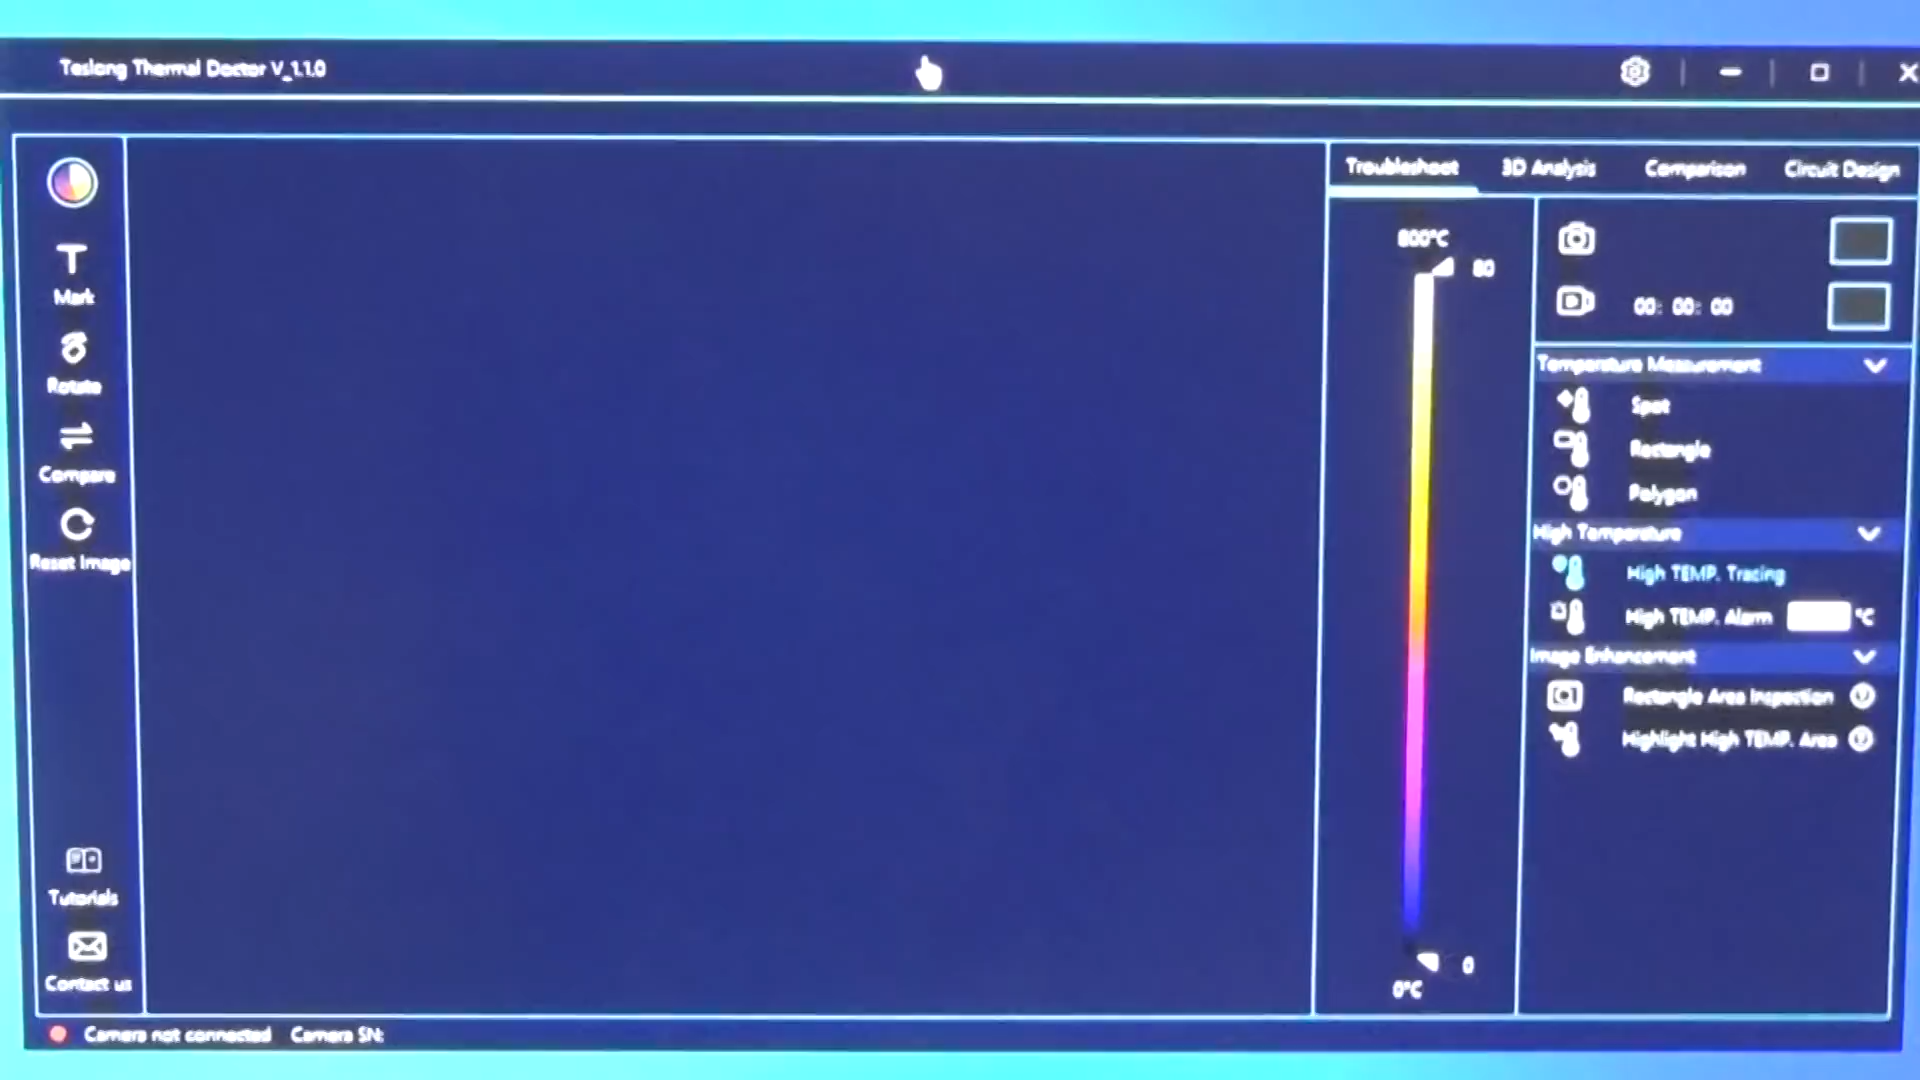 Teslong Thermal Doctor V_1.1.0
Mark
Rotate
Compare
Reset Image
Tutorials
Contact us
Troubleshoot 3D Analysis Comparison Circuit Design
800°C
80
0
0°C
00: 00: 00
Temperature Measurement
Spot
Rectangle
Polygon
High Temperature
High TEMP. Tracing
High TEMP. Alarm °C
Image Enhancement
Rectangle Area Inspection
Highlight High TEMP. Area
Camera not connected Camera SN: